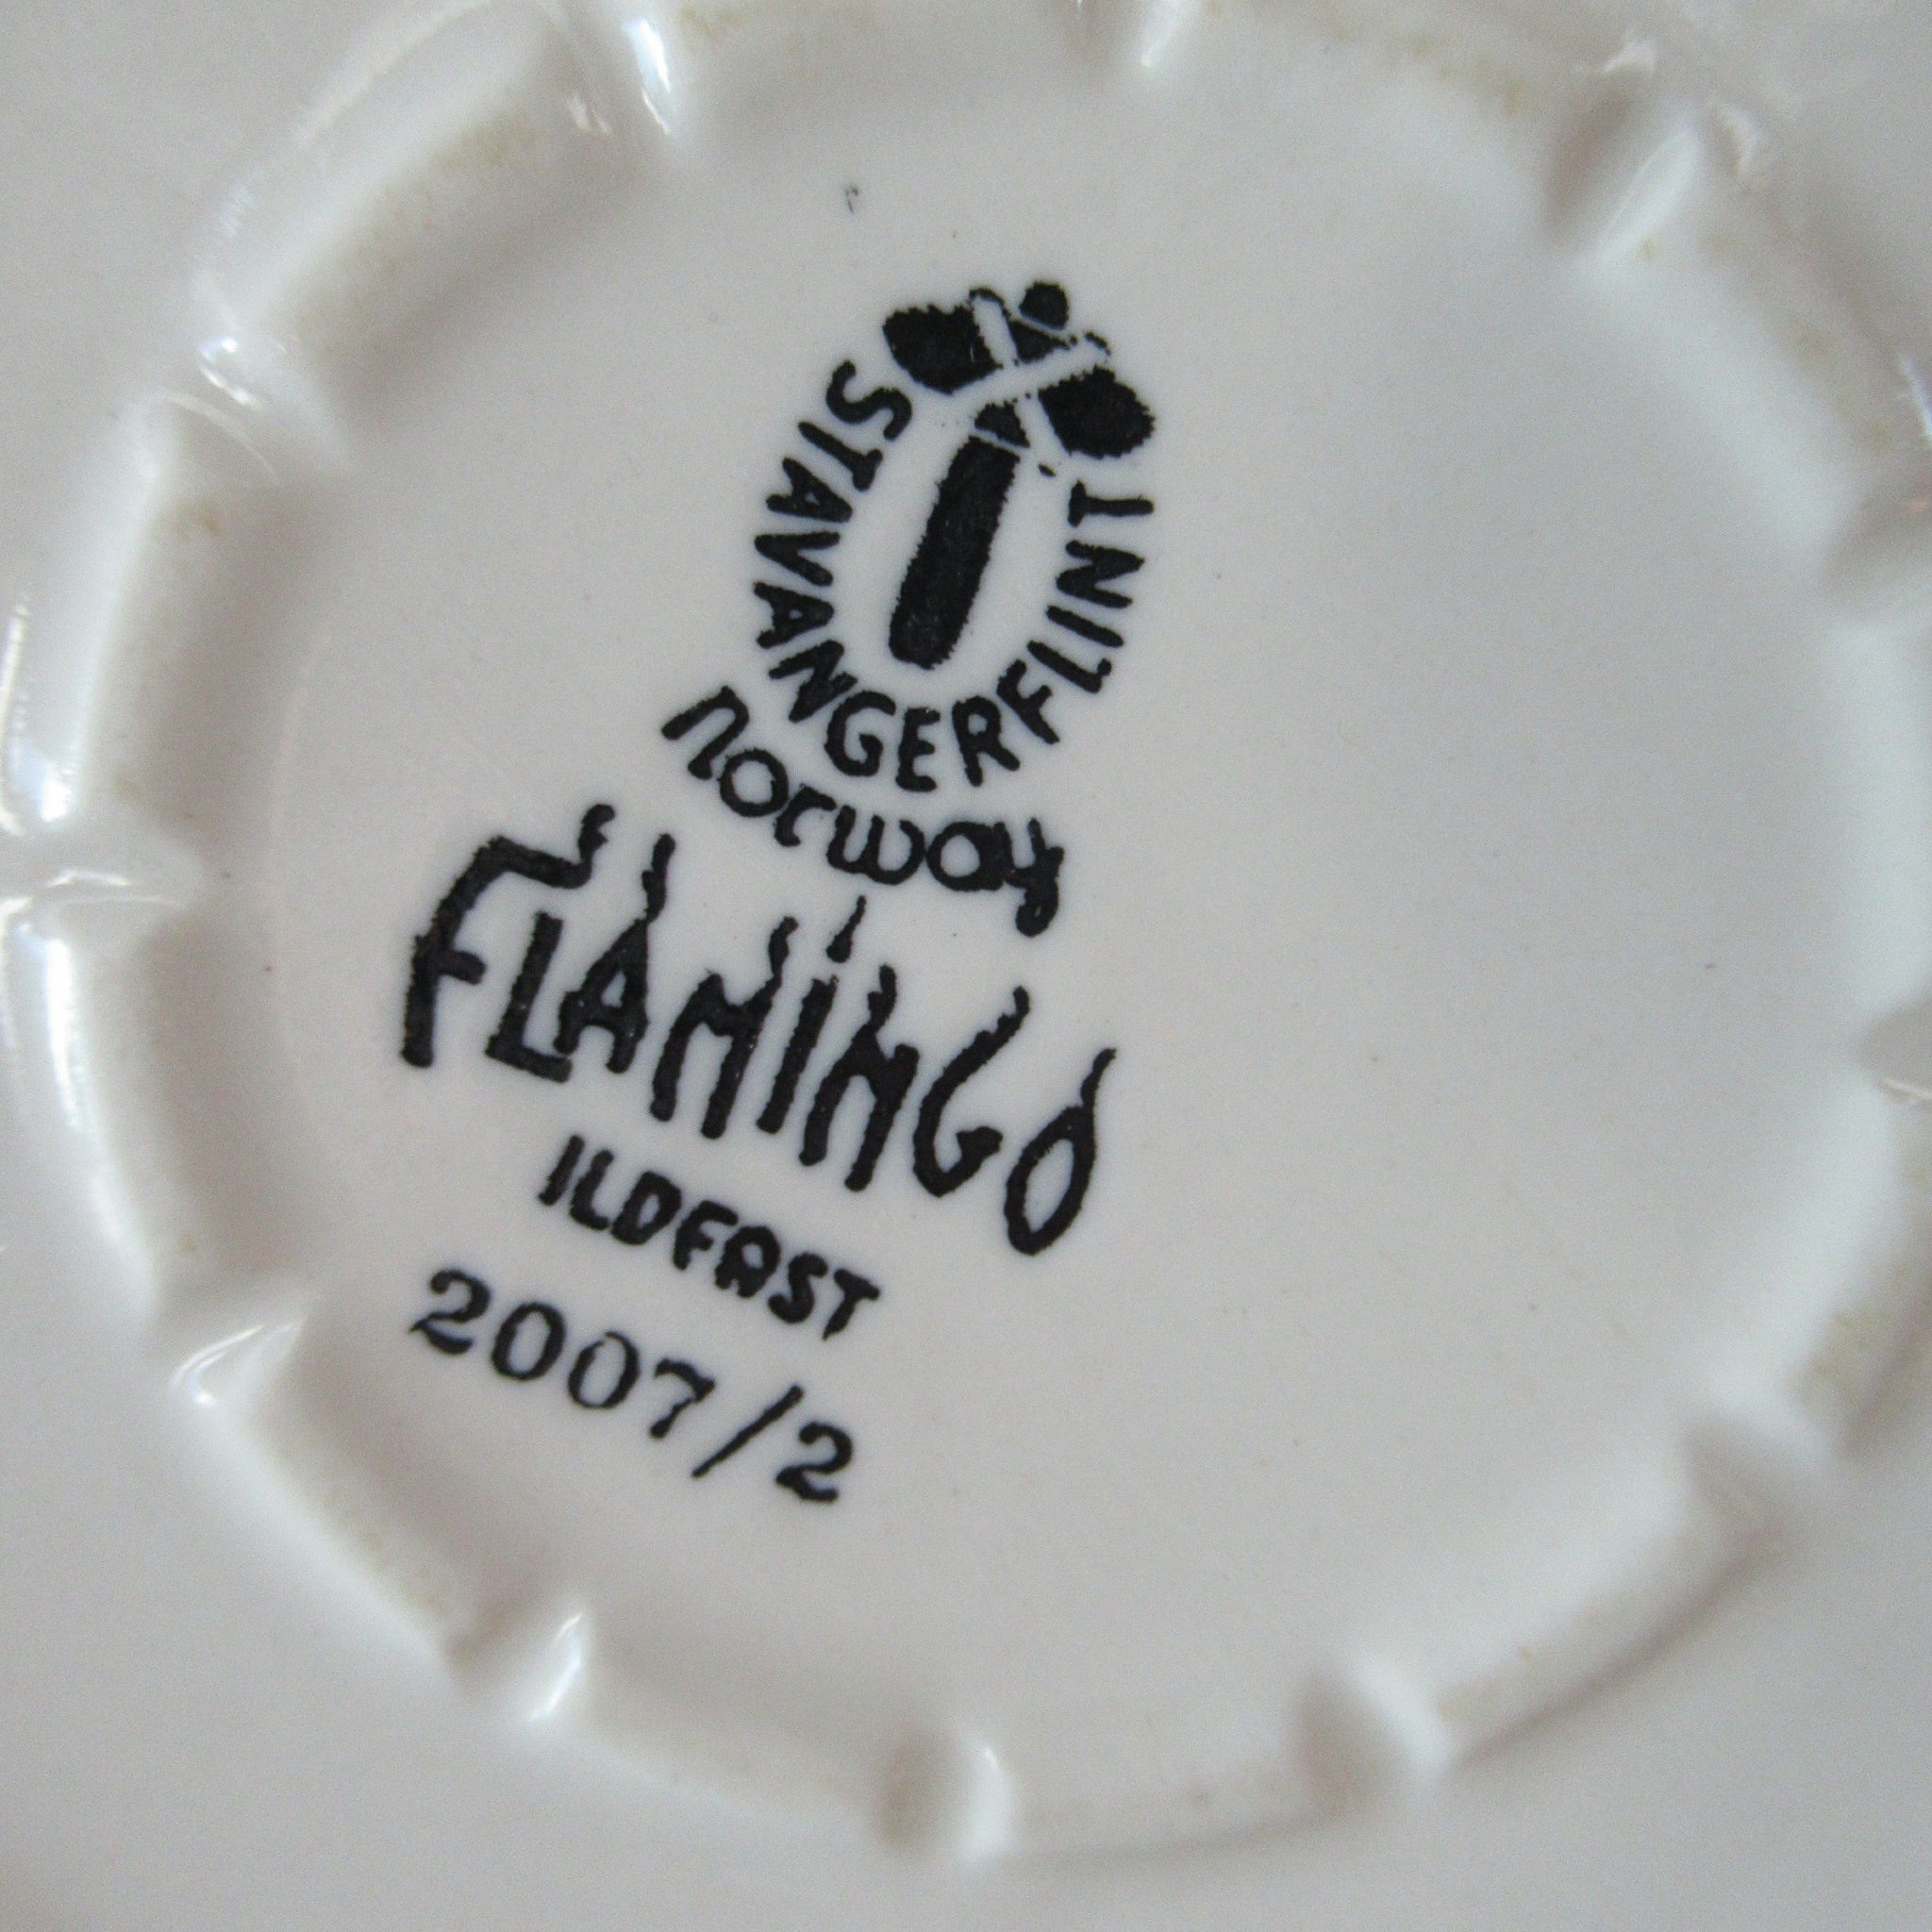 STAVANGERFLINT
norway
FLAMINGO
ILDFAST
2007/2